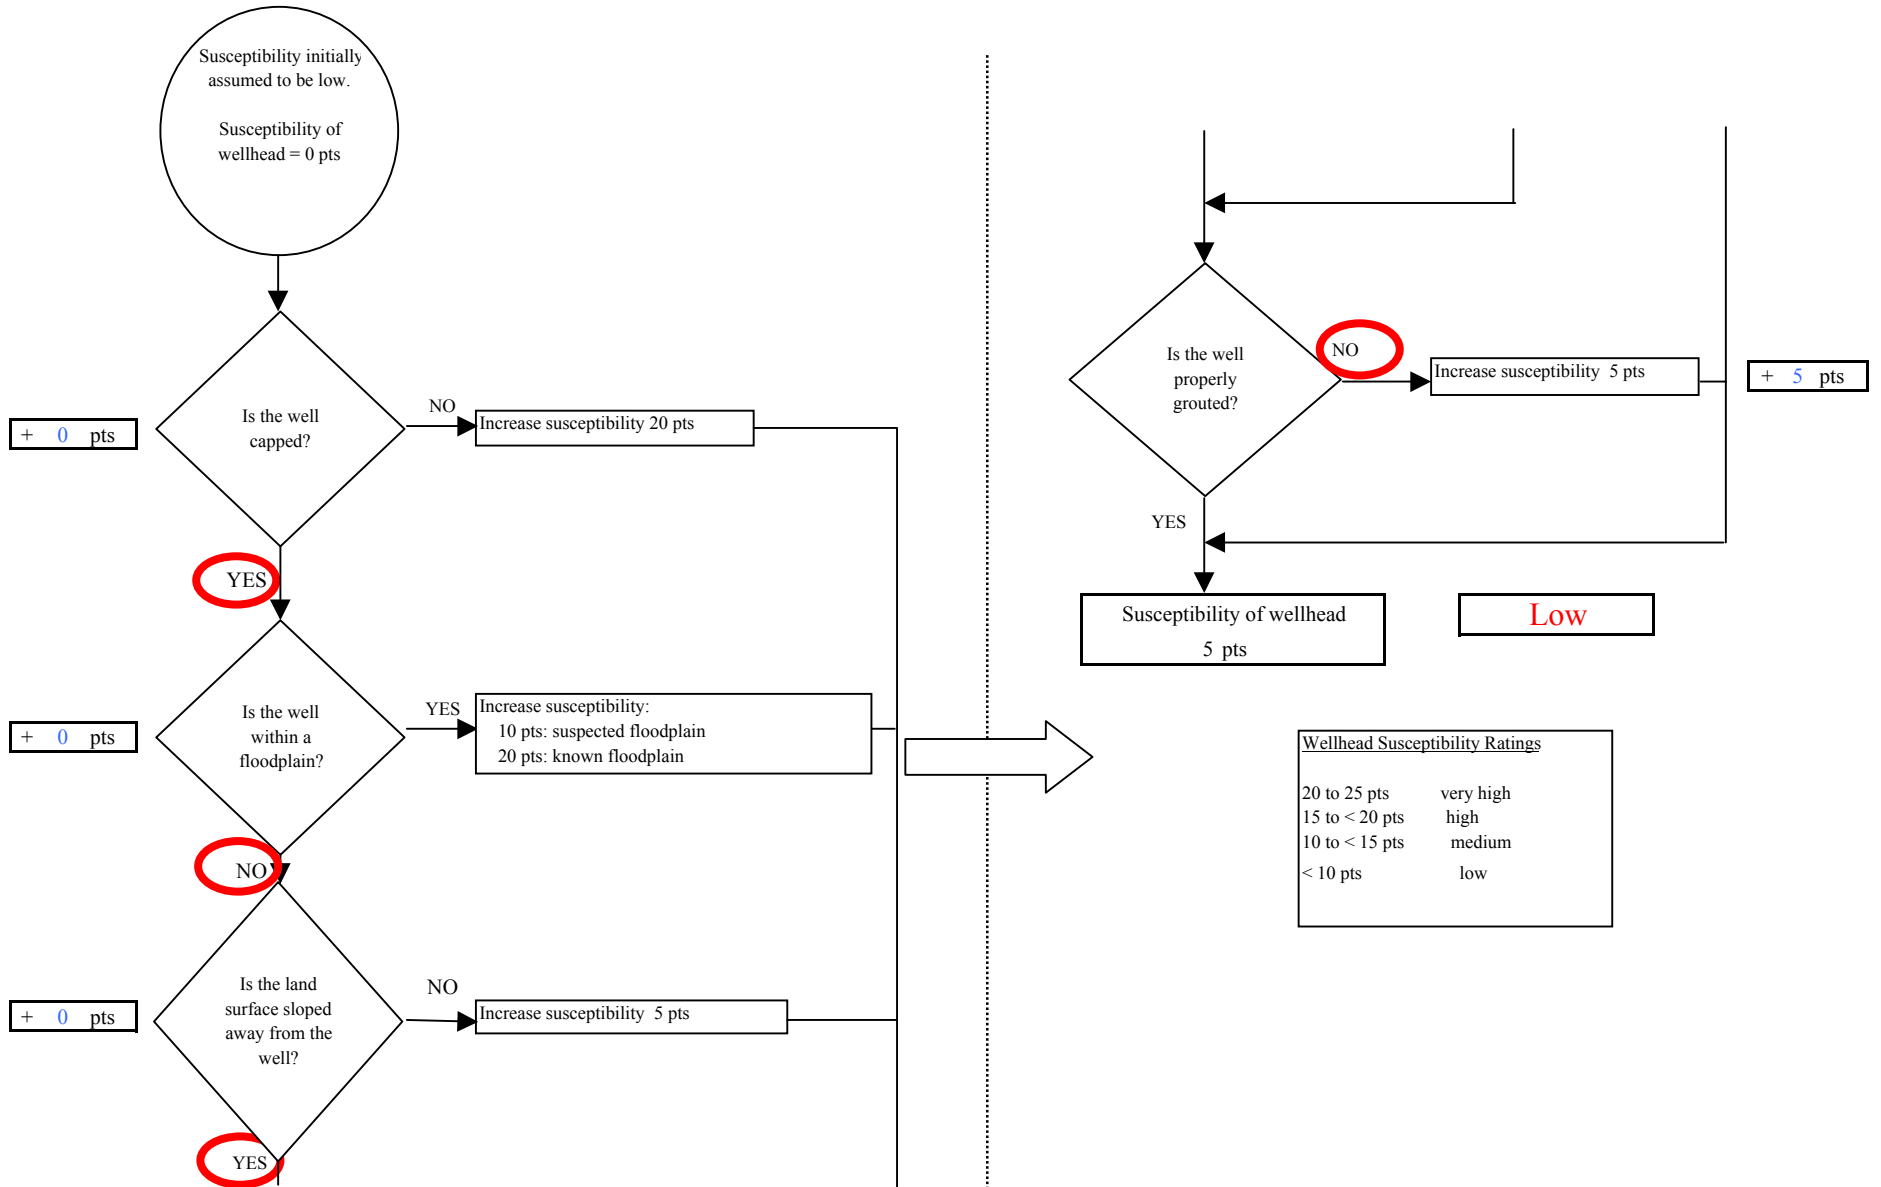 Susceptibility initially
assumed to be low.
Susceptibility of
wellhead = 0 pts
Is the well
capped?
NO
Increase susceptibility 20 pts
+ 0 pts
YES
Is the well
within a
floodplain?
YES
Increase susceptibility:
10 pts: suspected floodplain
20 pts: known floodplain
+ 0 pts
NO
Is the land
surface sloped
away from the
well?
NO
Increase susceptibility 5 pts
+ 0 pts
YES
Is the well
properly
grouted?
NO
Increase susceptibility 5 pts
+ 5 pts
YES
Susceptibility of wellhead
5 pts
Low
Wellhead Susceptibility Ratings
20 to 25 pts very high
15 to < 20 pts high
10 to < 15 pts medium
< 10 pts low